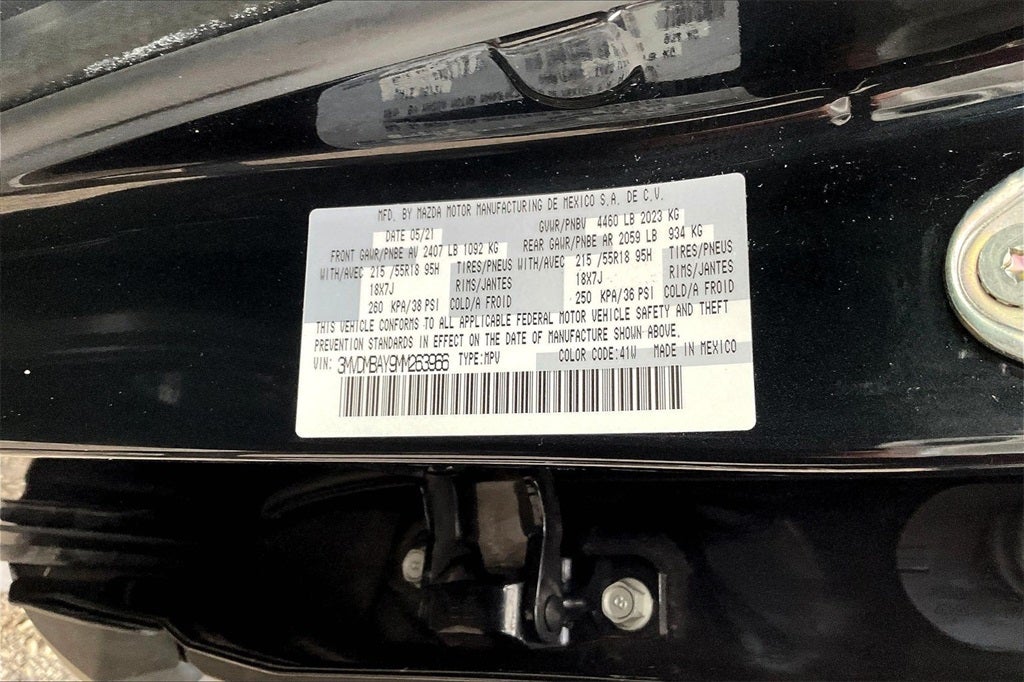 MFD. BY MAZDA MOTOR MANUFACTURING DE MEXICO S.A. DE C.V.
DATE 05/21 GVWR/PNBV 4460 LB 2023 KG
FRONT GAWR/PNBE AV 2407 LB 1092 KG REAR GAWR/PNBE AR 2059 LB 934 KG
WITH/AVEC 215 /55R18 95H TIRES/PNEUS WITH/AVEC 215 /55R18 95H TIRES/PNEUS
18X7J RIMS/JANTES 18X7J RIMS/JANTES
260 KPA/38 PSI COLD/A FROID 250 KPA/36 PSI COLD/A FROID
THIS VEHICLE CONFORMS TO ALL APPLICABLE FEDERAL MOTOR VEHICLE SAFETY AND THEFT
PREVENTION STANDARDS IN EFFECT ON THE DATE OF MANUFACTURE SHOWN ABOVE.
VIN: 3MVDMBAY9MM263966 TYPE:MPV COLOR CODE:41W MADE IN MEXICO